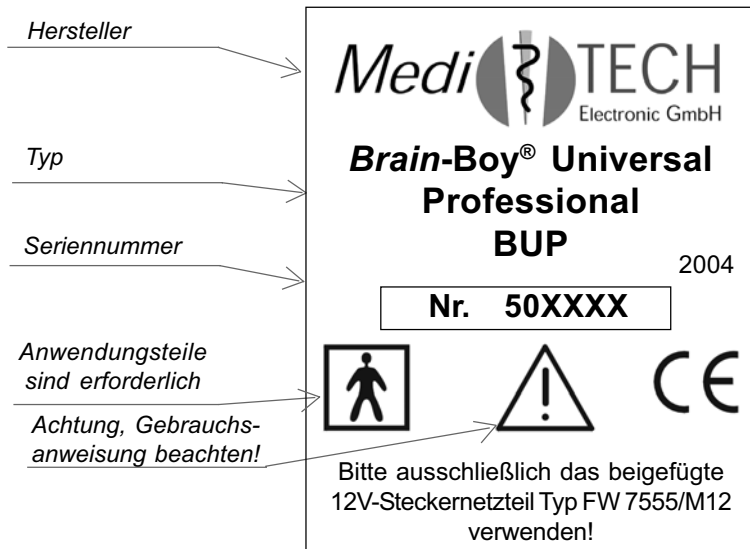 Hersteller
Typ
Seriennummer
Anwendungsteile
sind erforderlich
Achtung, Gebrauchs-
anweisung beachten!
Medi TECH
Electronic GmbH
Brain-Boy® Universal
Professional
BUP
2004
Nr. 50XXXX
CE
Bitte ausschließlich das beigefügte
12V-Steckernetzteil Typ FW 7555/M12
verwenden!